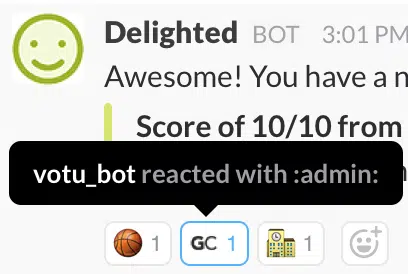 Delighted BOT 3:01 PM
Awesome! You have a n
Score of 10/10 from
votu_bot reacted with :admin:
1 GC 1 1